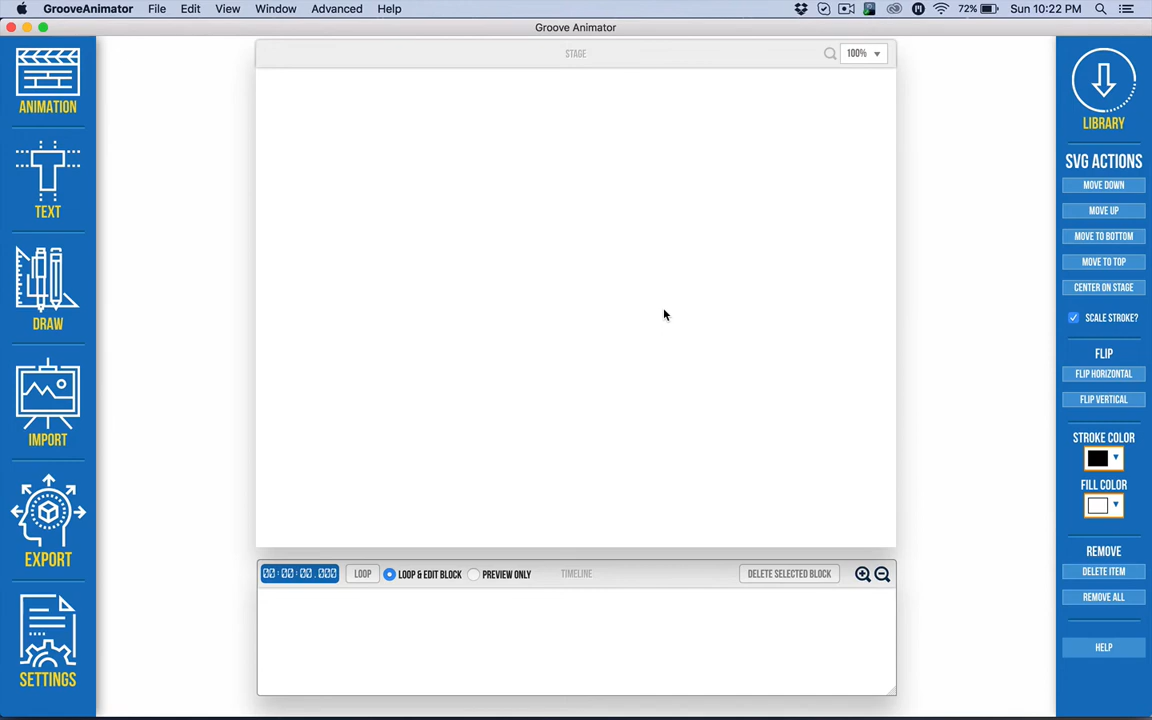 GrooveAnimator File Edit View Window Advanced Help 72% Sun 10:22 PM
Groove Animator
ANIMATION
TEXT
DRAW
IMPORT
EXPORT
SETTINGS
STAGE
100%
00:00:00.000 LOOP LOOP & EDIT BLOCK PREVIEW ONLY TIMELINE DELETE SELECTED BLOCK
LIBRARY
SVG ACTIONS
MOVE DOWN
MOVE UP
MOVE TO BOTTOM
MOVE TO TOP
CENTER ON STAGE
SCALE STROKE?
FLIP
FLIP HORIZONTAL
FLIP VERTICAL
STROKE COLOR
FILL COLOR
REMOVE
DELETE ITEM
REMOVE ALL
HELP